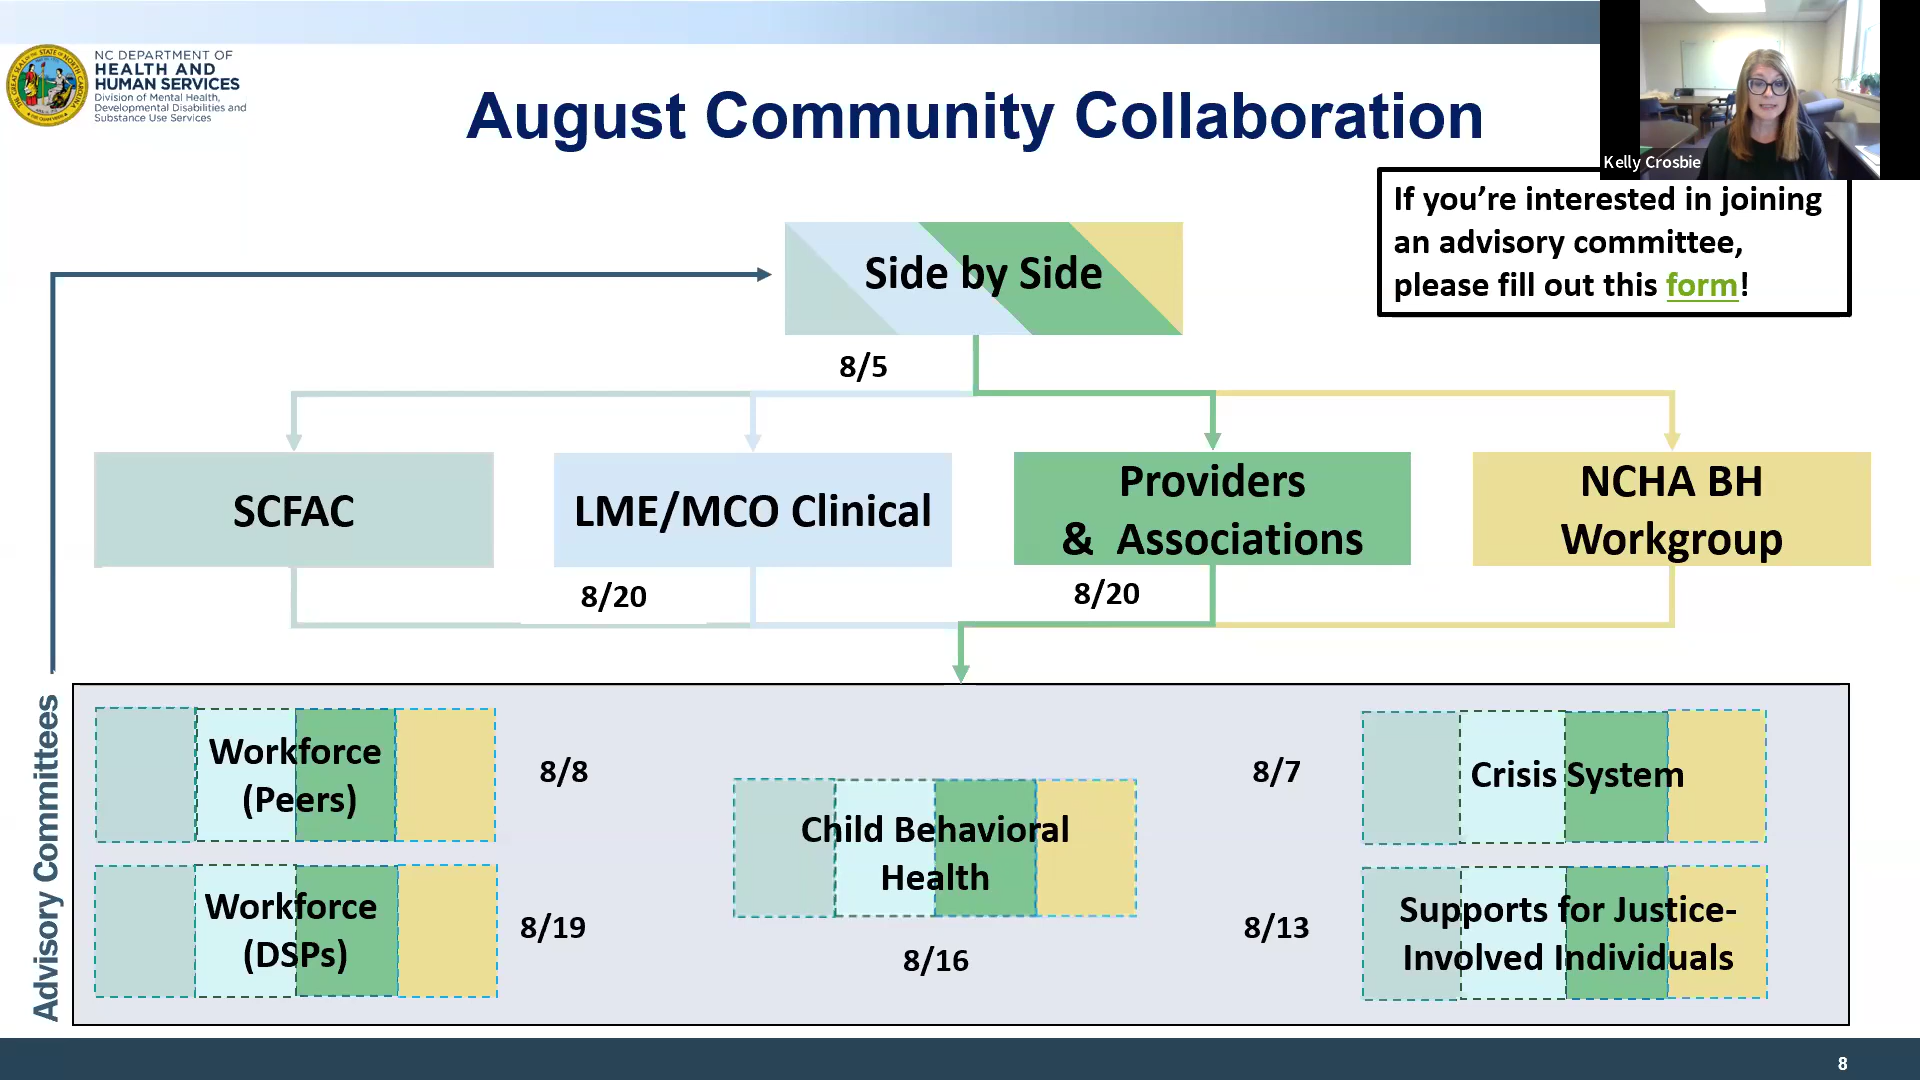 NC DEPARTMENT OF
HEALTH AND
HUMAN SERVICES
Division of Mental Health,
Developmental Disabilities and
Substance Use Services
August Community Collaboration
Kelly Crosbie
If you’re interested in joining
an advisory committee,
please fill out this form!
Side by Side
8/5
SCFAC
LME/MCO Clinical
Providers
& Associations
NCHA BH
Workgroup
8/20
8/20
Advisory Committees
Workforce
(Peers)
8/8
Workforce
(DSPs)
8/19
Child Behavioral
Health
8/16
8/7
Crisis System
8/13
Supports for Justice-
Involved Individuals
8